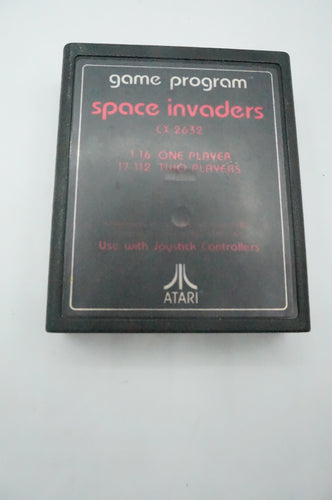 game program
space invaders
CX 2632
1-16 ONE PLAYER
17-112 TWO PLAYERS
Use with Joystick Controllers
ATARI